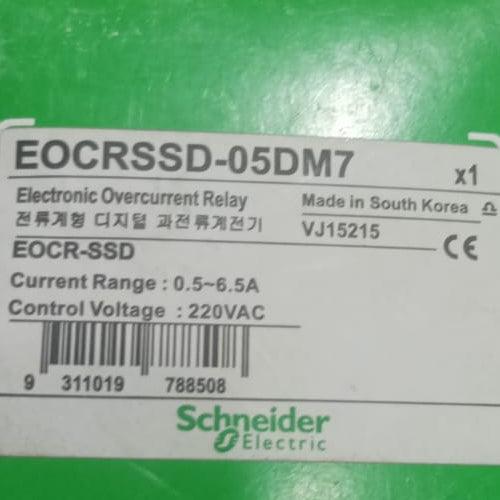 EOCRSSD-05DM7 x1
Electronic Overcurrent Relay Made in South Korea
전류계형 디지털 과전류계전기 VJ15215
EOCR-SSD CE
Current Range : 0.5~6.5A
Control Voltage : 220VAC
9 311019 788508
Schneider
Electric